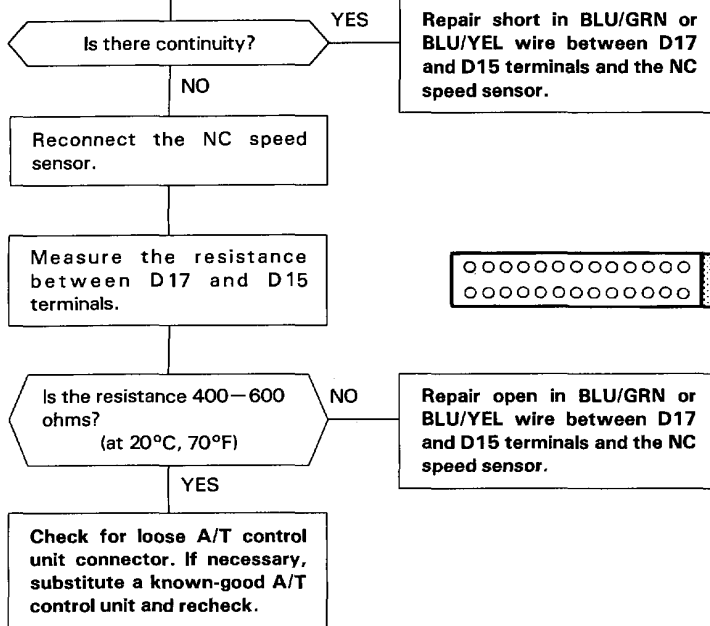 Is there continuity?
YES
Repair short in BLU/GRN or
BLU/YEL wire between D17
and D15 terminals and the NC
speed sensor.
NO
Reconnect the NC speed
sensor.
Measure the resistance
between D17 and D15
terminals.
Is the resistance 400—600
ohms?
(at 20°C, 70°F)
NO
Repair open in BLU/GRN or
BLU/YEL wire between D17
and D15 terminals and the NC
speed sensor.
YES
Check for loose A/T control
unit connector. If necessary,
substitute a known-good A/T
control unit and recheck.